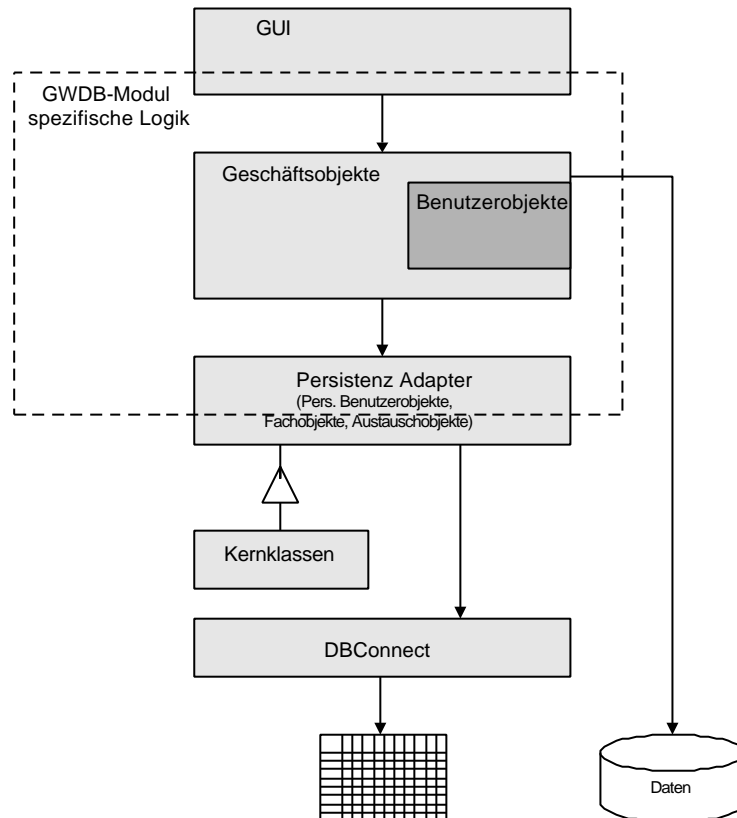 GUI
GWDB-Modul
spezifische Logik
Geschäftsobjekte
Benutzerobjekte
Persistenz Adapter
(Pers. Benutzerobjekte,
Fachobjekte, Austauschobjekte)
Kernklassen
DBConnect
Daten